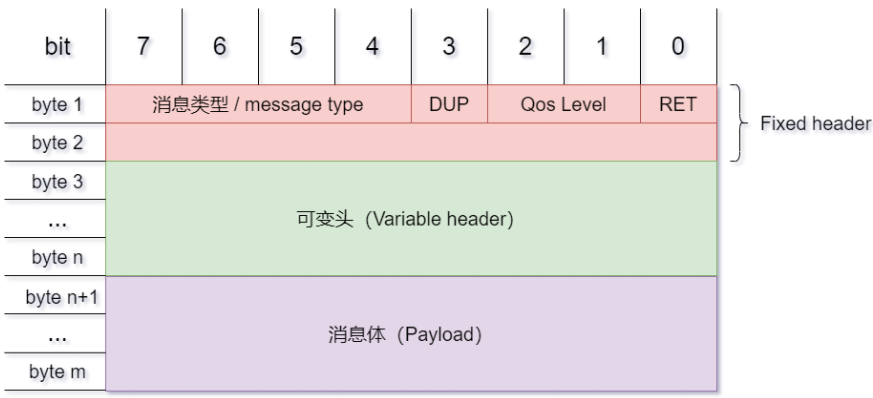 bit 7 6 5 4 3 2 1 0
byte 1 消息类型 / message type DUP Qos Level RET
Fixed header
byte 2
byte 3
... 可变头（Variable header）
byte n
byte n+1
... 消息体（Payload）
byte m